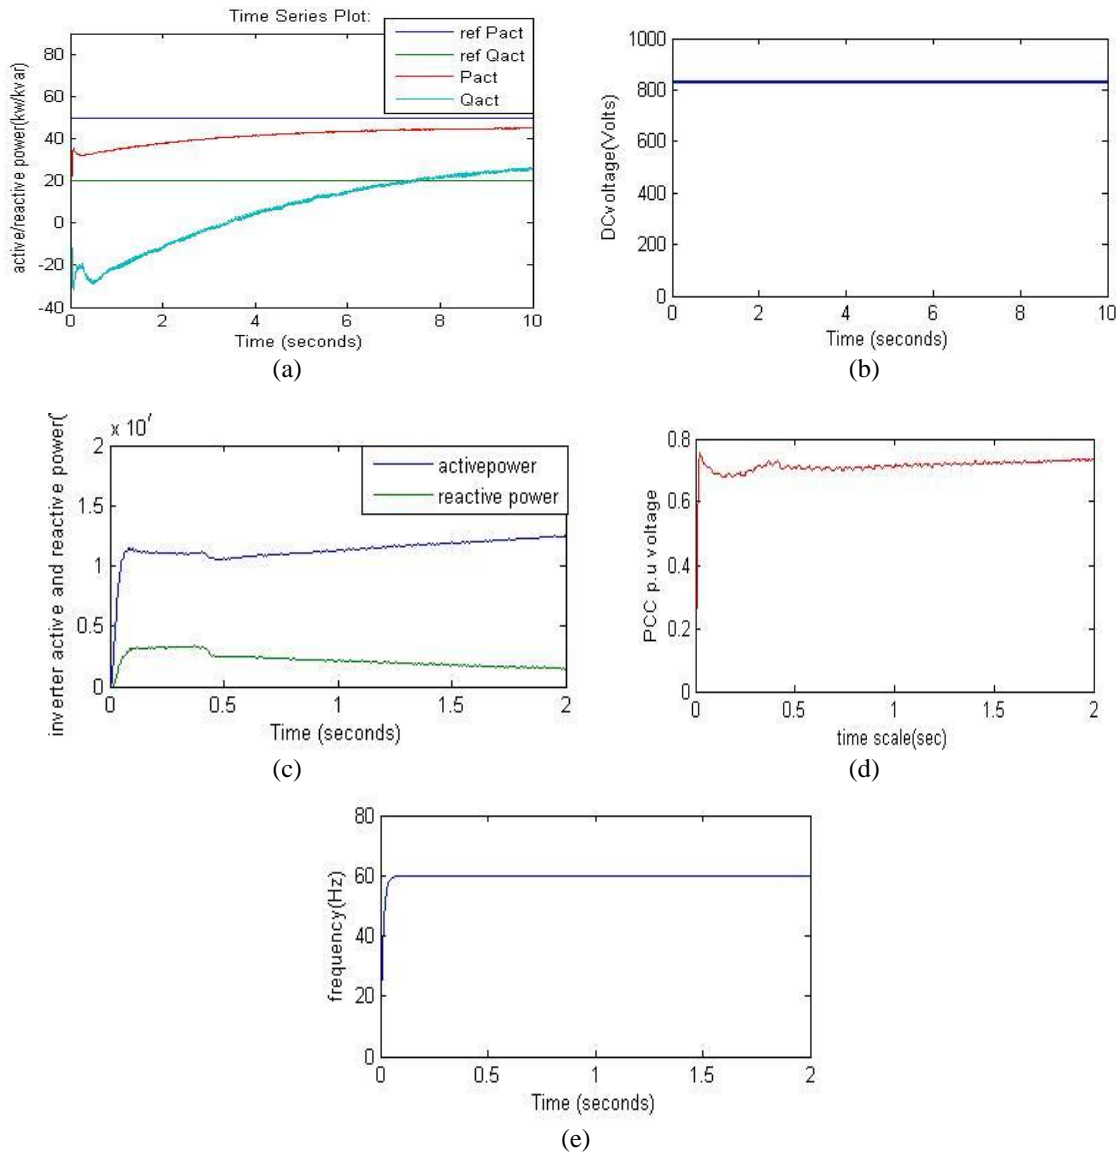 Time Series Plot:
ref Pact
ref Qact
Pact
Qact
active/reactive power(kw/kvar)
80
60
40
20
0
-20
-40
0 2 4 6 8 10
Time (seconds)
(a)
DCvoltage(Volts)
1000
800
600
400
200
0
0 2 4 6 8 10
Time (seconds)
(b)
inverter active and reactive power(
x 10
2
1.5
1
0.5
0
activepower
reactive power
0 0.5 1 1.5 2
Time (seconds)
(c)
PCC p.u voltage
0.8
0.6
0.4
0.2
0
0 0.5 1 1.5 2
time scale(sec)
(d)
frequency(Hz)
80
60
40
20
0
0 0.5 1 1.5 2
Time (seconds)
(e)